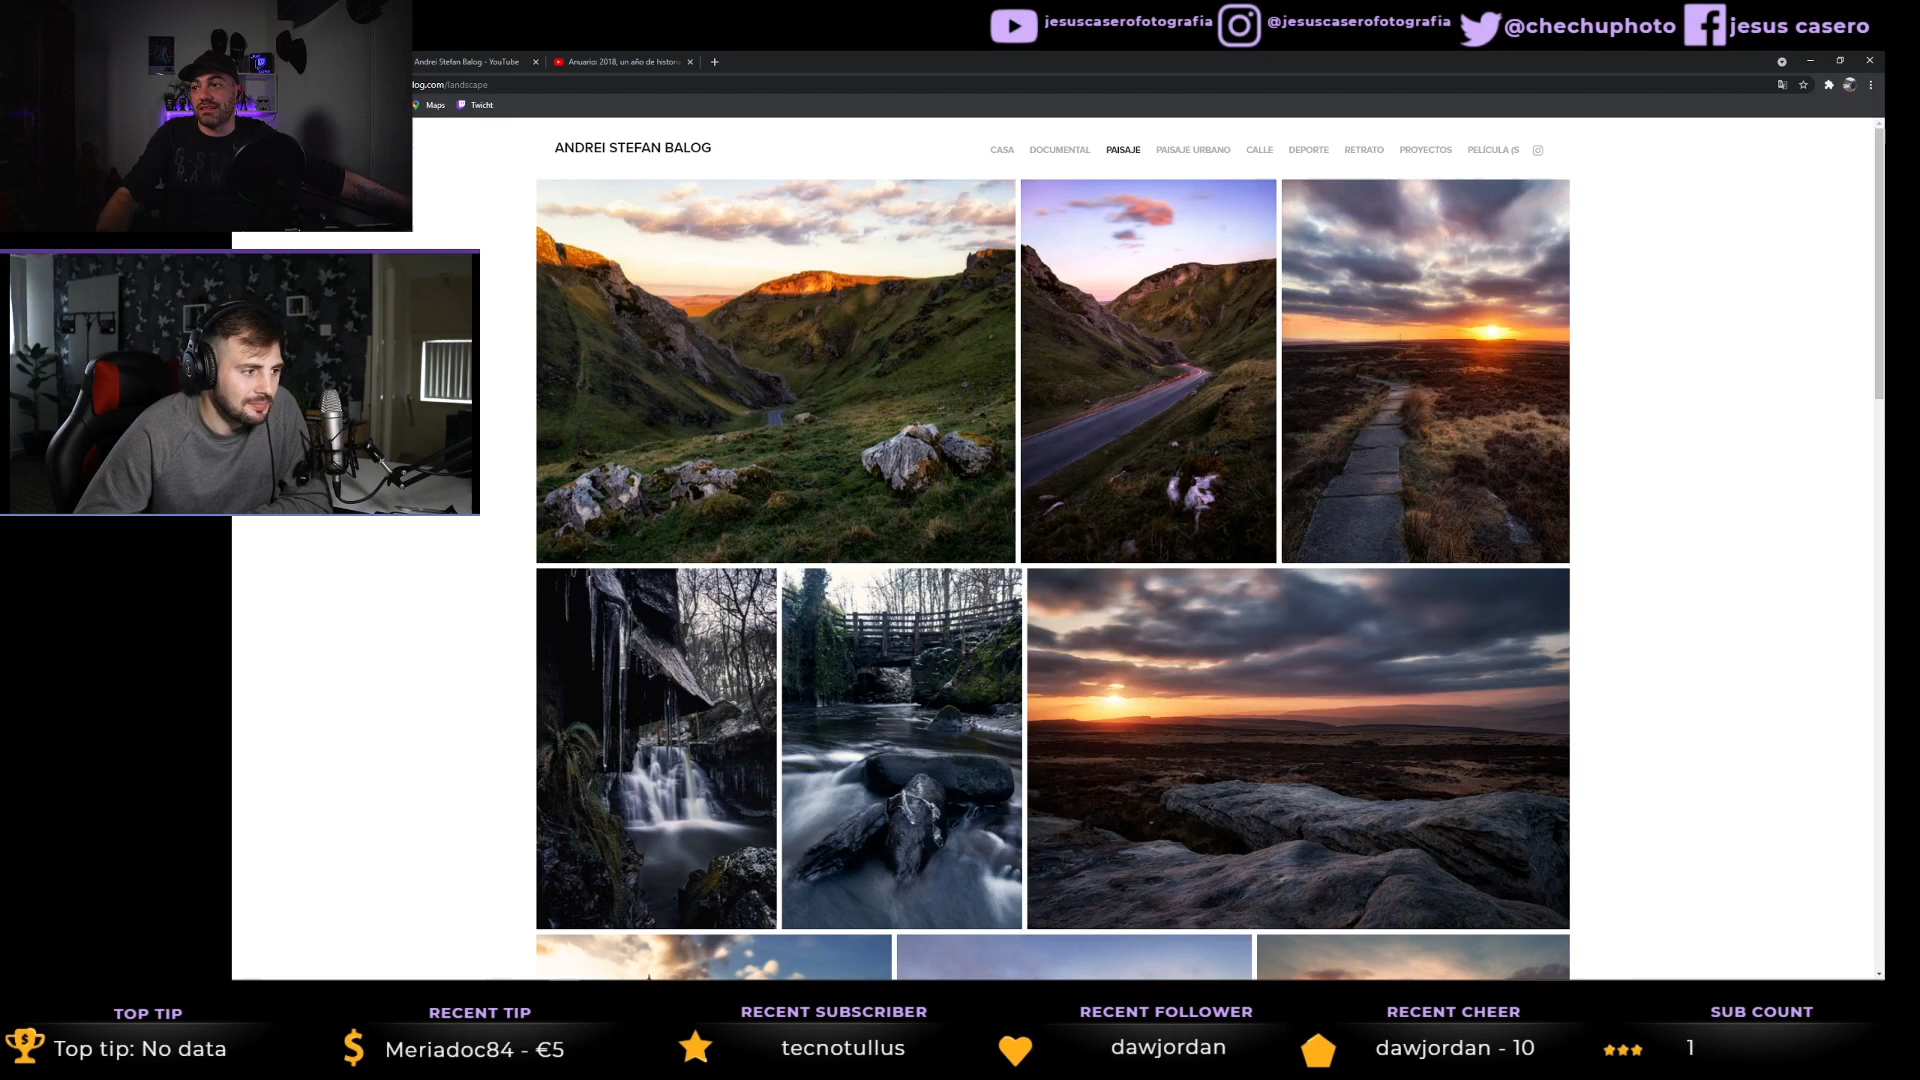 jesuscaserofotografia
@jesuscaserofotografia
@chechuphoto
jesus casero
Andrei Stefan Balog - YouTube
Anuario: 2018, un año de histori
log.com/landscape
Maps
Twicht
ANDREI STEFAN BALOG
CASA
DOCUMENTAL
PAISAJE
PAISAJE URBANO
CALLE
DEPORTE
RETRATO
PROYECTOS
PELÍCULA (S
TOP TIP
Top tip: No data
RECENT TIP
Meriadoc84 - €5
RECENT SUBSCRIBER
tecnotullus
RECENT FOLLOWER
dawjordan
RECENT CHEER
dawjordan - 10
SUB COUNT
1